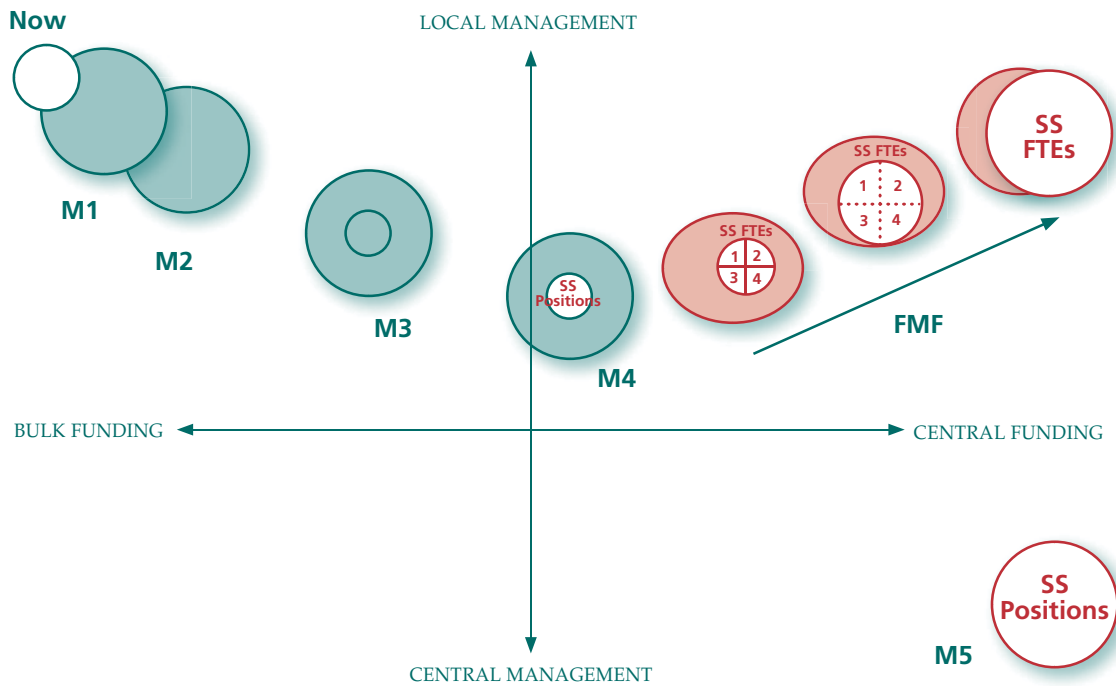 Now
LOCAL MANAGEMENT
SS
FTEs
SS FTEs
1 2
3 4
M1
SS FTEs
1 2
3 4
M2
SS
Positions
M3
FMF
M4
BULK FUNDING
CENTRAL FUNDING
SS
Positions
M5
CENTRAL MANAGEMENT